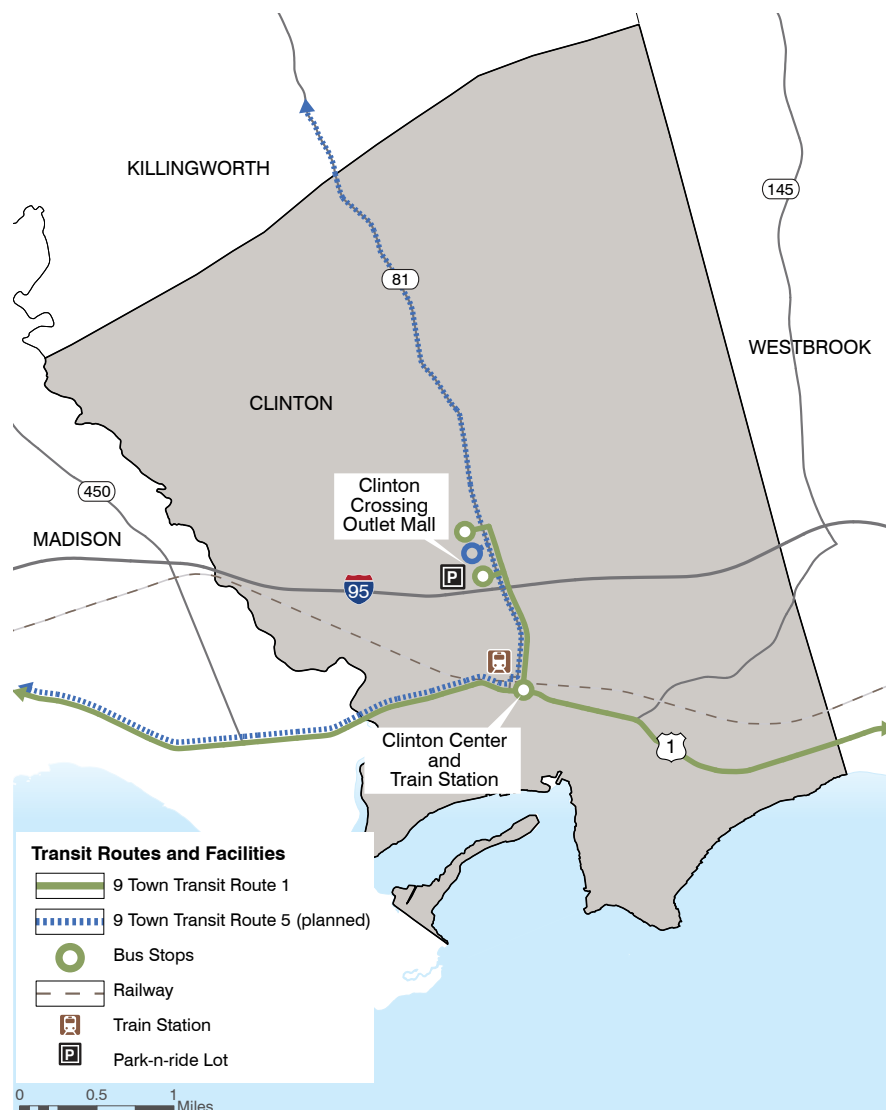 KILLINGWORTH
145
81
WESTBROOK
CLINTON
Clinton
Crossing
Outlet Mall
450
MADISON
P
95
1
Clinton Center
and
Train Station
Transit Routes and Facilities
9 Town Transit Route 1
9 Town Transit Route 5 (planned)
Bus Stops
Railway
Train Station
P
Park-n-ride Lot
0 0.5 1
Miles